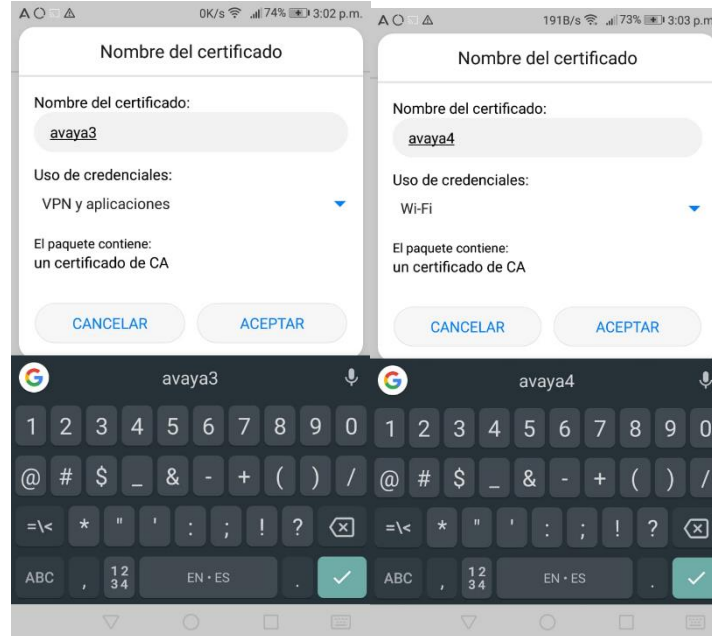 0K/s 74% 3:02 p.m.
Nombre del certificado
Nombre del certificado:
avaya3
Uso de credenciales:
VPN y aplicaciones
El paquete contiene:
un certificado de CA
CANCELAR ACEPTAR
G avaya3
1 2 3 4 5 6 7 8 9 0
@ # $ _ & - + ( ) /
=\< * " ' : ; ! ?
ABC , 1234 EN • ES .
191B/s 73% 3:03 p.m
Nombre del certificado
Nombre del certificado:
avaya4
Uso de credenciales:
Wi-Fi
El paquete contiene:
un certificado de CA
CANCELAR ACEPTAR
G avaya4
1 2 3 4 5 6 7 8 9 0
@ # $ _ & - + ( ) /
=\< * " ' : ; ! ?
ABC , 1234 EN • ES .